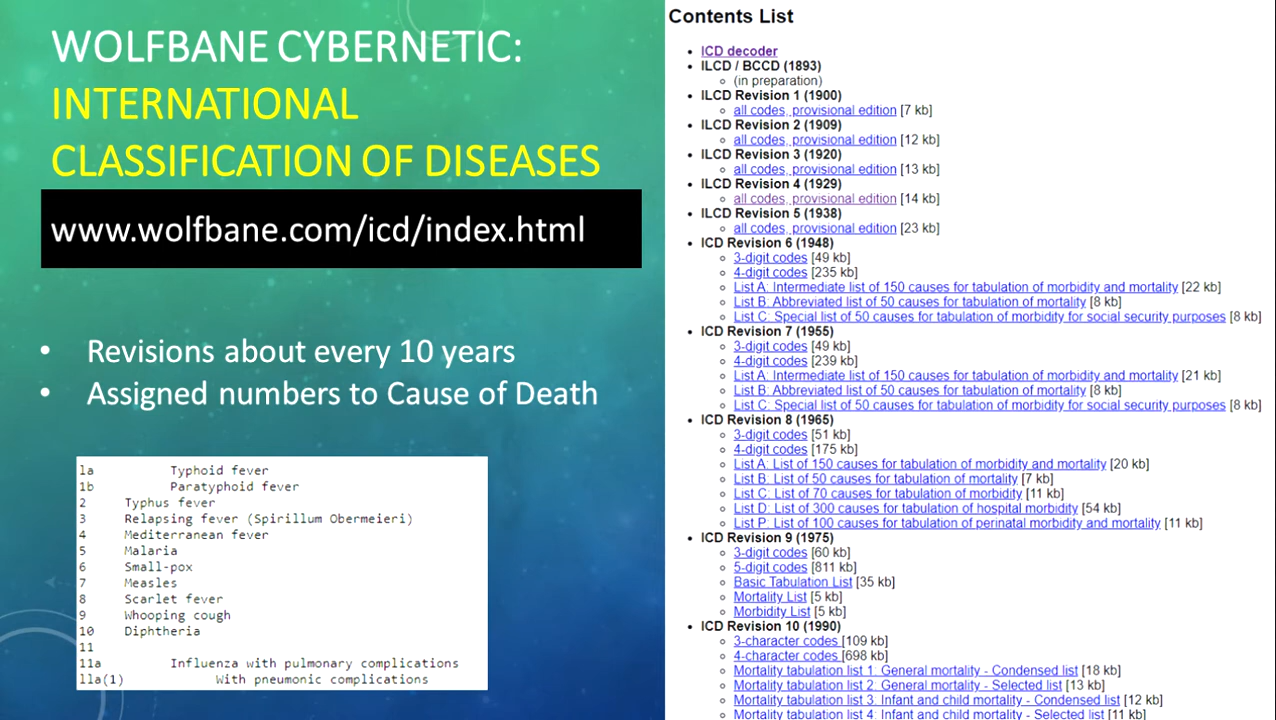 WOLFBANE CYBERNETIC:
INTERNATIONAL
CLASSIFICATION OF DISEASES
www.wolfbane.com/icd/index.html
• Revisions about every 10 years
• Assigned numbers to Cause of Death
1a Typhoid fever
1b Paratyphoid fever
2 Typhus fever
3 Relapsing fever (Spirillum Obermeieri)
4 Mediterranean fever
5 Malaria
6 Small-pox
7 Measles
8 Scarlet fever
9 Whooping cough
10 Diphtheria
11
11a Influenza with pulmonary complications
11a(1) With pneumonic complications
Contents List
• ICD decoder
• ILCD / BCCD (1893)
○ (in preparation)
• ILCD Revision 1 (1900)
○ all codes, provisional edition [7 kb]
• ILCD Revision 2 (1909)
○ all codes, provisional edition [12 kb]
• ILCD Revision 3 (1920)
○ all codes, provisional edition [13 kb]
• ILCD Revision 4 (1929)
○ all codes, provisional edition [14 kb]
• ILCD Revision 5 (1938)
○ all codes, provisional edition [23 kb]
• ICD Revision 6 (1948)
○ 3-digit codes [49 kb]
○ 4-digit codes [235 kb]
○ List A: Intermediate list of 150 causes for tabulation of morbidity and mortality [22 kb]
○ List B: Abbreviated list of 50 causes for tabulation of mortality [8 kb]
○ List C: Special list of 50 causes for tabulation of morbidity for social security purposes [8 kb]
• ICD Revision 7 (1955)
○ 3-digit codes [49 kb]
○ 4-digit codes [239 kb]
○ List A: Intermediate list of 150 causes for tabulation of morbidity and mortality [21 kb]
○ List B: Abbreviated list of 50 causes for tabulation of mortality [8 kb]
○ List C: Special list of 50 causes for tabulation of morbidity for social security purposes [8 kb]
• ICD Revision 8 (1965)
○ 3-digit codes [51 kb]
○ 4-digit codes [175 kb]
○ List A: List of 150 causes for tabulation of morbidity and mortality [20 kb]
○ List B: List of 50 causes for tabulation of mortality [7 kb]
○ List C: List of 70 causes for tabulation of morbidity [11 kb]
○ List D: List of 300 causes for tabulation of hospital morbidity [54 kb]
○ List P: List of 100 causes for tabulation of perinatal morbidity and mortality [11 kb]
• ICD Revision 9 (1975)
○ 3-digit codes [60 kb]
○ 5-digit codes [811 kb]
○ Basic Tabulation List [35 kb]
○ Mortality List [5 kb]
○ Morbidity List [5 kb]
• ICD Revision 10 (1990)
○ 3-character codes [109 kb]
○ 4-character codes [698 kb]
○ Mortality tabulation list 1: General mortality - Condensed list [18 kb]
○ Mortality tabulation list 2: General mortality - Selected list [13 kb]
○ Mortality tabulation list 3: Infant and child mortality - Condensed list [12 kb]
○ Mortality tabulation list 4: Infant and child mortality - Selected list [11 kb]